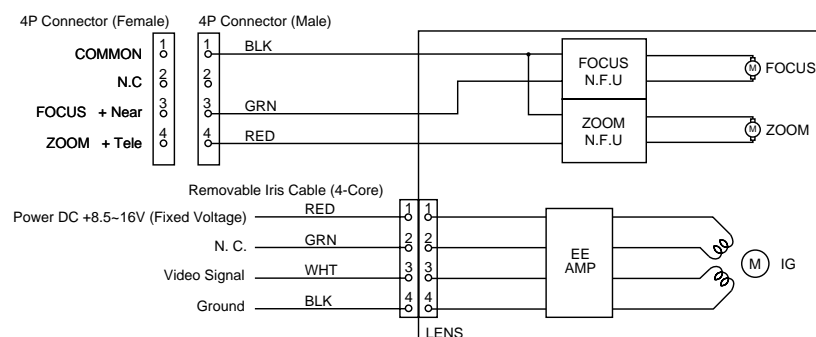 4P Connector (Female) 4P Connector (Male)
COMMON 1 1 BLK
N.C 2 2
FOCUS + Near 3 3 GRN
ZOOM + Tele 4 4 RED
FOCUS
N.F.U
M FOCUS
ZOOM
N.F.U
M ZOOM
Removable Iris Cable (4-Core)
Power DC +8.5~16V (Fixed Voltage) RED 1 1
N. C. GRN 2 2
Video Signal WHT 3 3
Ground BLK 4 4
EE
AMP
M IG
LENS